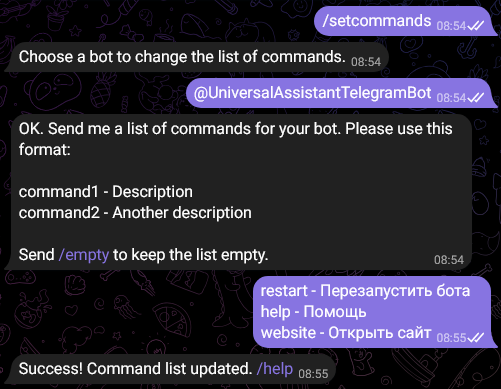 /setcommands 08:54
Choose a bot to change the list of commands. 08:54
@UniversalAssistantTelegramBot 08:54
OK. Send me a list of commands for your bot. Please use this
format:
command1 - Description
command2 - Another description
Send /empty to keep the list empty.
08:54
restart - Перезапустить бота
help - Помощь
website - Открыть сайт 08:55
Success! Command list updated. /help 08:55